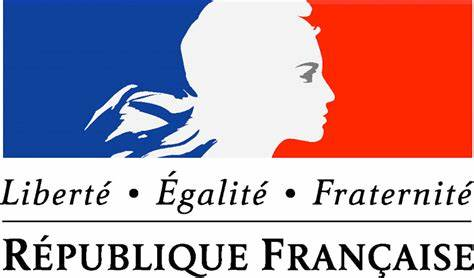 Liberté • Égalité • Fraternité
RÉPUBLIQUE FRANÇAISE